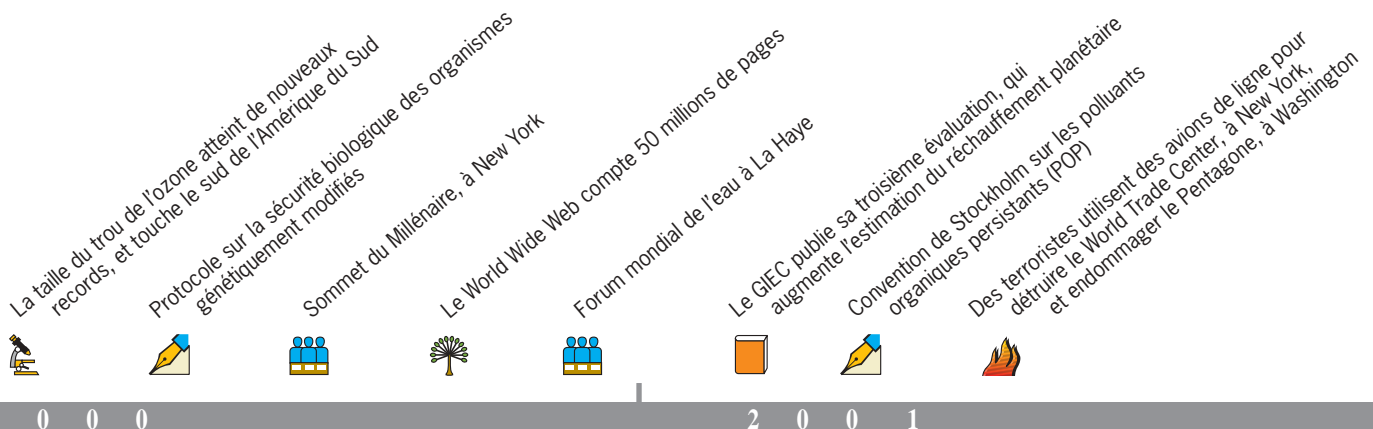 La taille du trou de l'ozone atteint de nouveaux
records, et touche le sud de l'Amérique du Sud
Protocole sur la sécurité biologique des organismes
génétiquement modifiés
Sommet du Millénaire, à New York
Le World Wide Web compte 50 millions de pages
Forum mondial de l'eau à La Haye
Le GIEC publie sa troisième évaluation, qui
augmente l'estimation du réchauffement planétaire
Convention de Stockholm sur les polluants
organiques persistants (POP)
Des terroristes utilisent des avions de ligne pour
détruire le World Trade Center, à New York,
et endommager le Pentagone, à Washington
0 0 0
2 0 0 1